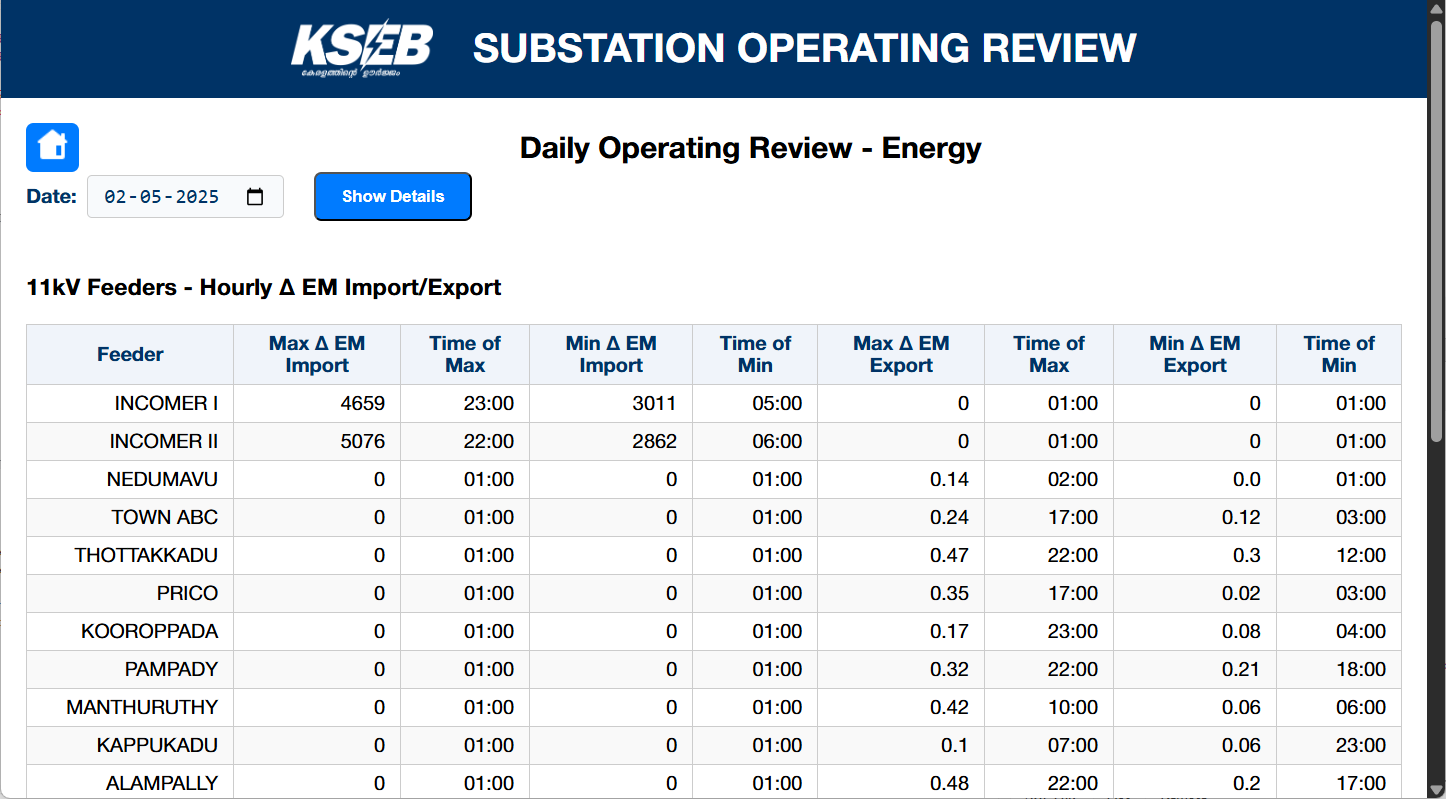 KSEB
കേരളത്തിന്റെ ഊർജ്ജം
SUBSTATION OPERATING REVIEW
Daily Operating Review - Energy
Date: 02-05-2025 Show Details
11kV Feeders - Hourly Δ EM Import/Export
Feeder Max Δ EM Import Time of Max Min Δ EM Import Time of Min Max Δ EM Export Time of Max Min Δ EM Export Time of Min
INCOMER I 4659 23:00 3011 05:00 0 01:00 0 01:00
INCOMER II 5076 22:00 2862 06:00 0 01:00 0 01:00
NEDUMAVU 0 01:00 0 01:00 0.14 02:00 0.0 01:00
TOWN ABC 0 01:00 0 01:00 0.24 17:00 0.12 03:00
THOTTAKKADU 0 01:00 0 01:00 0.47 22:00 0.3 12:00
PRICO 0 01:00 0 01:00 0.35 17:00 0.02 03:00
KOOROPPADA 0 01:00 0 01:00 0.17 23:00 0.08 04:00
PAMPADY 0 01:00 0 01:00 0.32 22:00 0.21 18:00
MANTHURUTHY 0 01:00 0 01:00 0.42 10:00 0.06 06:00
KAPPUKADU 0 01:00 0 01:00 0.1 07:00 0.06 23:00
ALAMPALLY 0 01:00 0 01:00 0.48 22:00 0.2 17:00